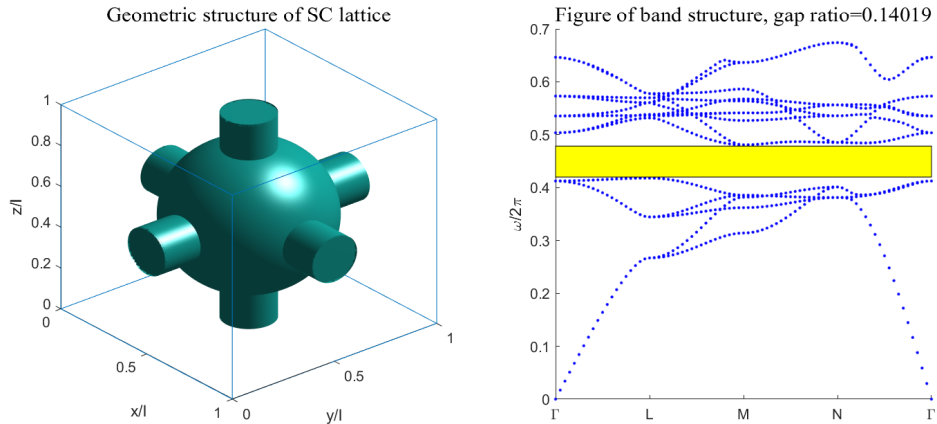 Geometric structure of SC lattice
1
0.8
0.6
0.4
0.2
0
z/l
0
0.5
1
x/l
0
0.5
1
y/l
Figure of band structure, gap ratio=0.14019
0.7
0.6
0.5
0.4
0.3
0.2
0.1
0
ω/2π
Γ L M N Γ